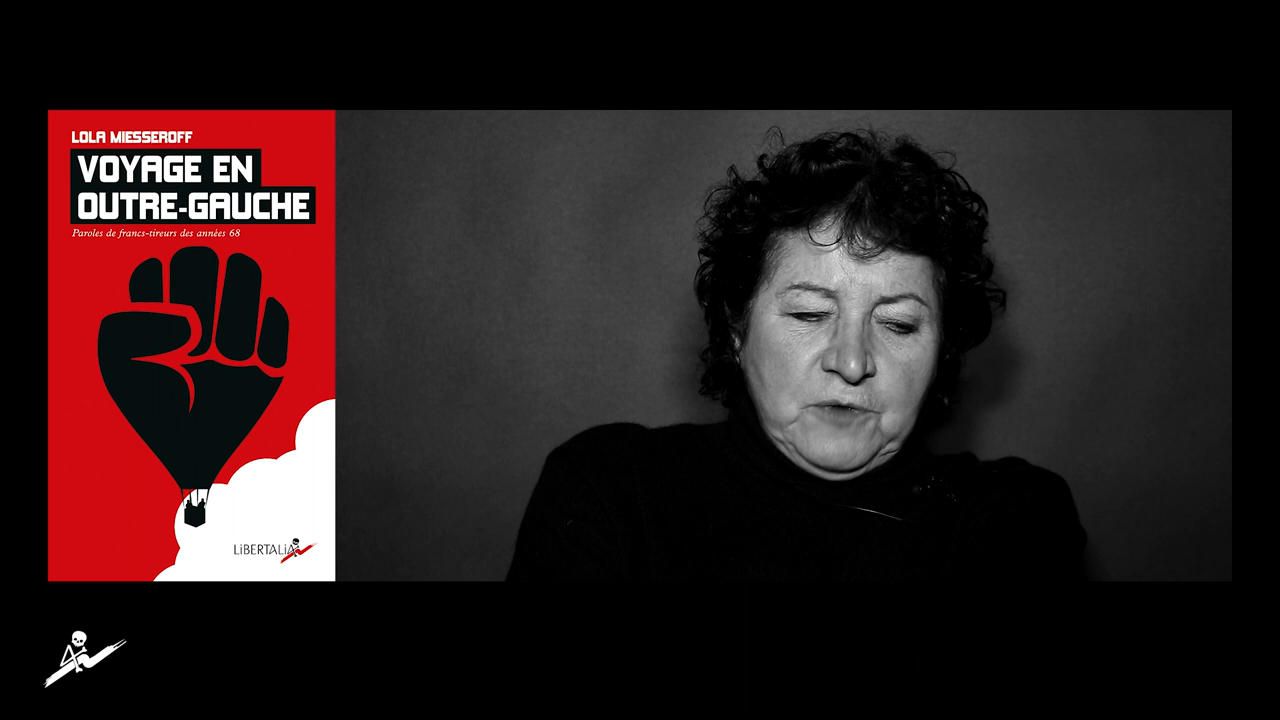 LOLA MIESSEROFF
VOYAGE EN
OUTRE-GAUCHE
Paroles de francs-tireurs des années 68
LIBERTALIA